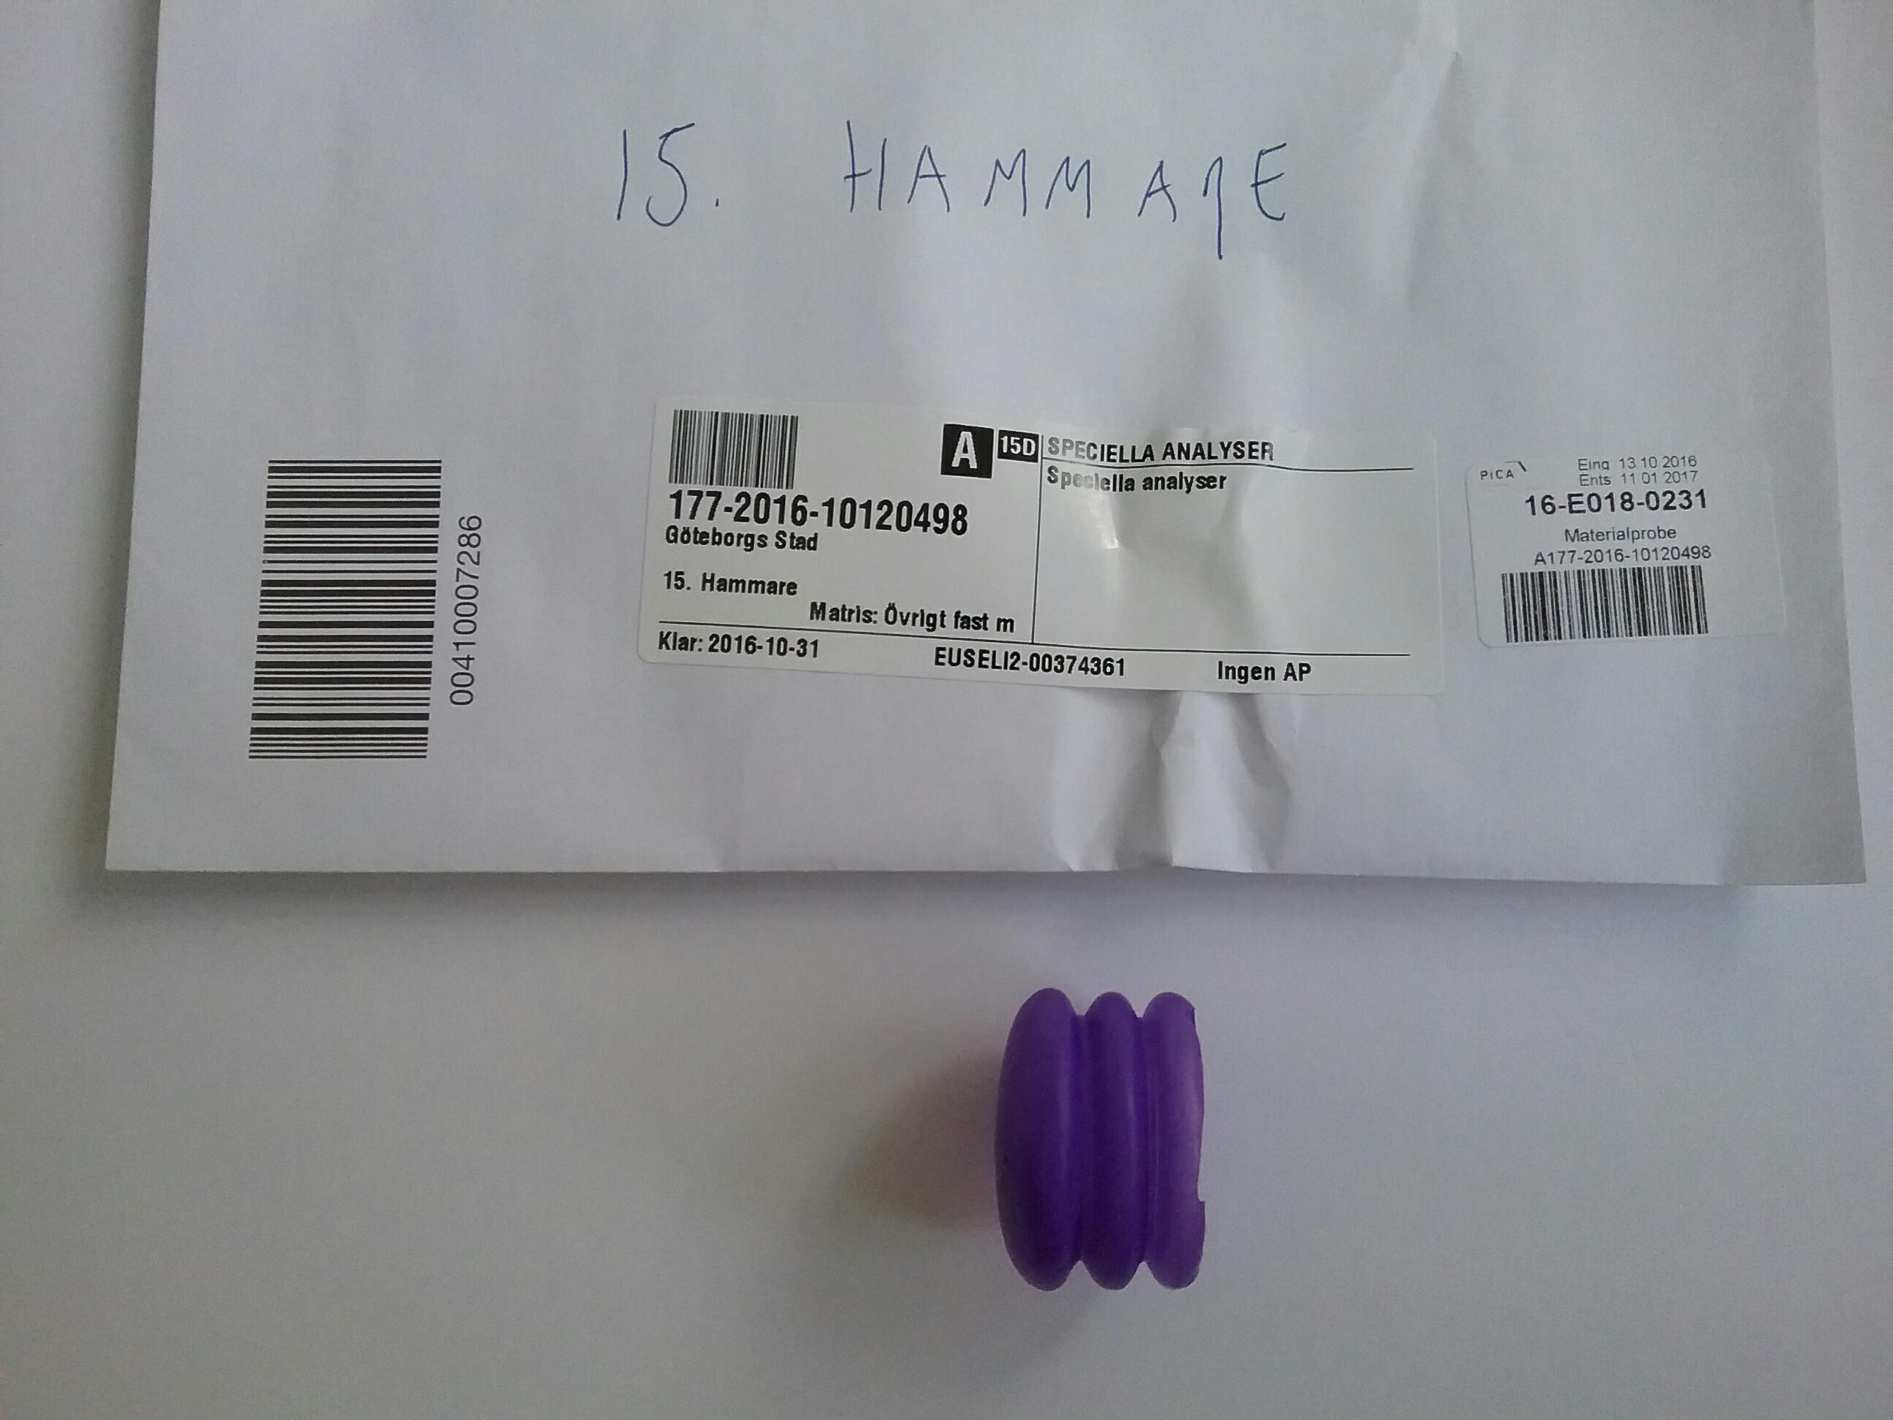 15. HAMMARE
004100077286
177-2016-10120498
Göteborgs Stad
15. Hammare
Matris: Övrigt fast m
Klar: 2016-10-31
EUSELI2-00374361
Ingen AP
A 15D SPECIELLA ANALYSER
Speciella analyser
PiCA
Eing 13 10 2016
Ents 11 01 2017
16-E018-0231
Materialprobe
A177-2016-10120498